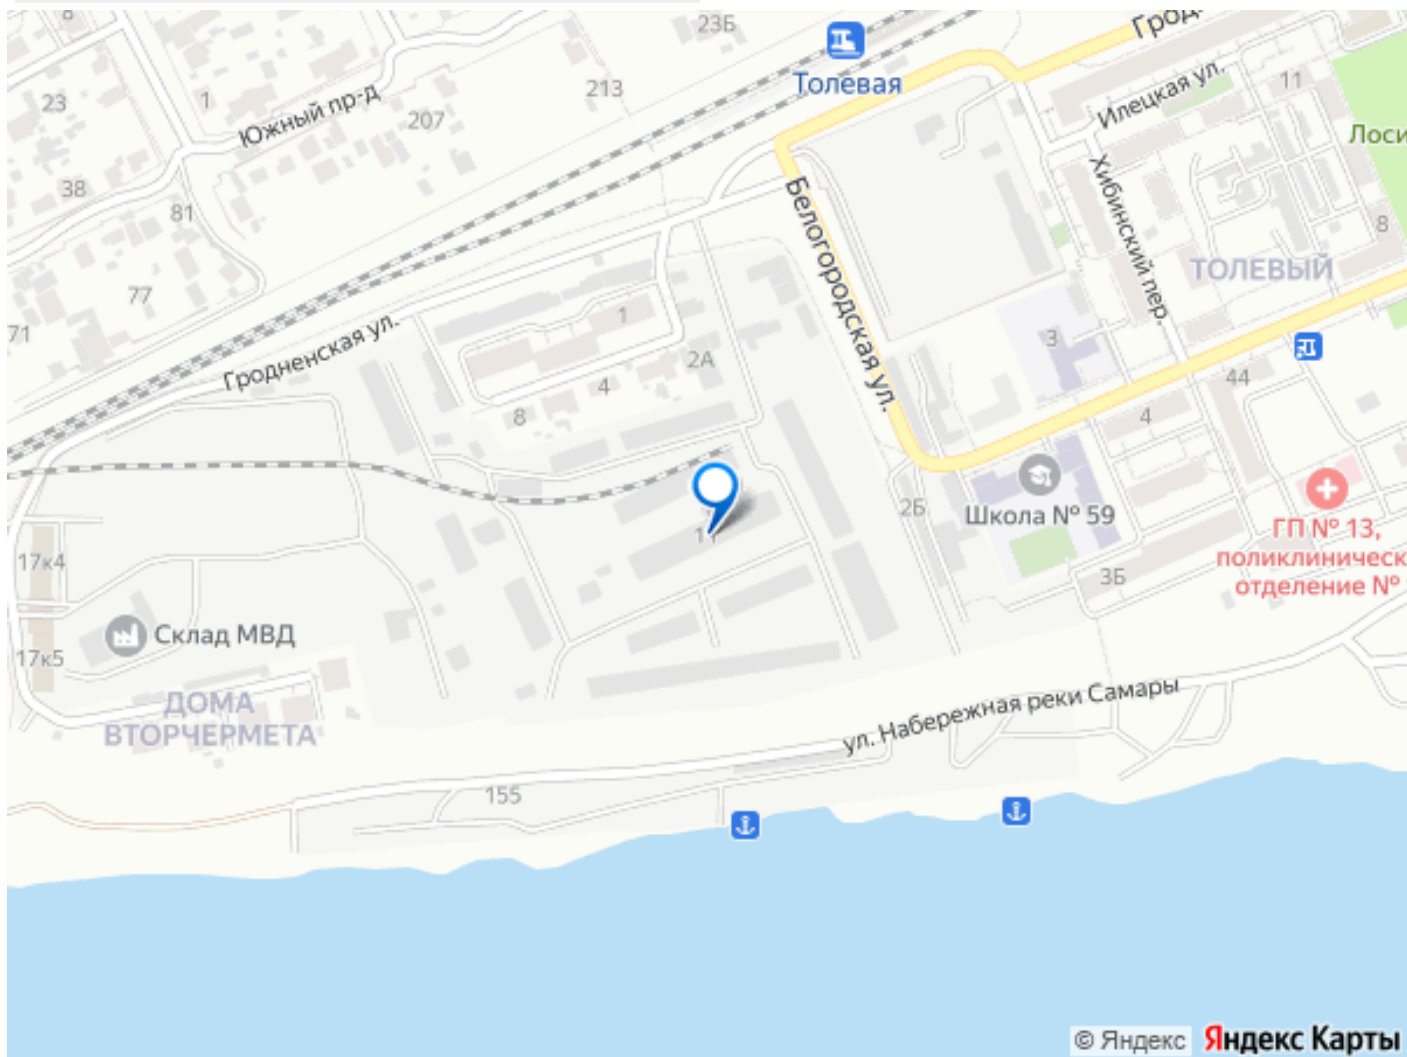 8
23Б
Гродн
Толевая
Илецкая ул.
11
23
1
213
Южный пр-д
207
Лоси
Хибинский пер.
38
81
Белогородская ул.
8
ТОЛЕВЫЙ
77
71
Гродненская ул.
1
3
2А
4
8
44
4
2Б
Школа № 59
11
ГП № 13,
поликлиническ
отделение №
3Б
17к4
Склад МВД
17к5
ДОМА
ВТОРЧЕРМЕТА
ул. Набережная реки Самары
155
© Яндекс Яндекс Карты